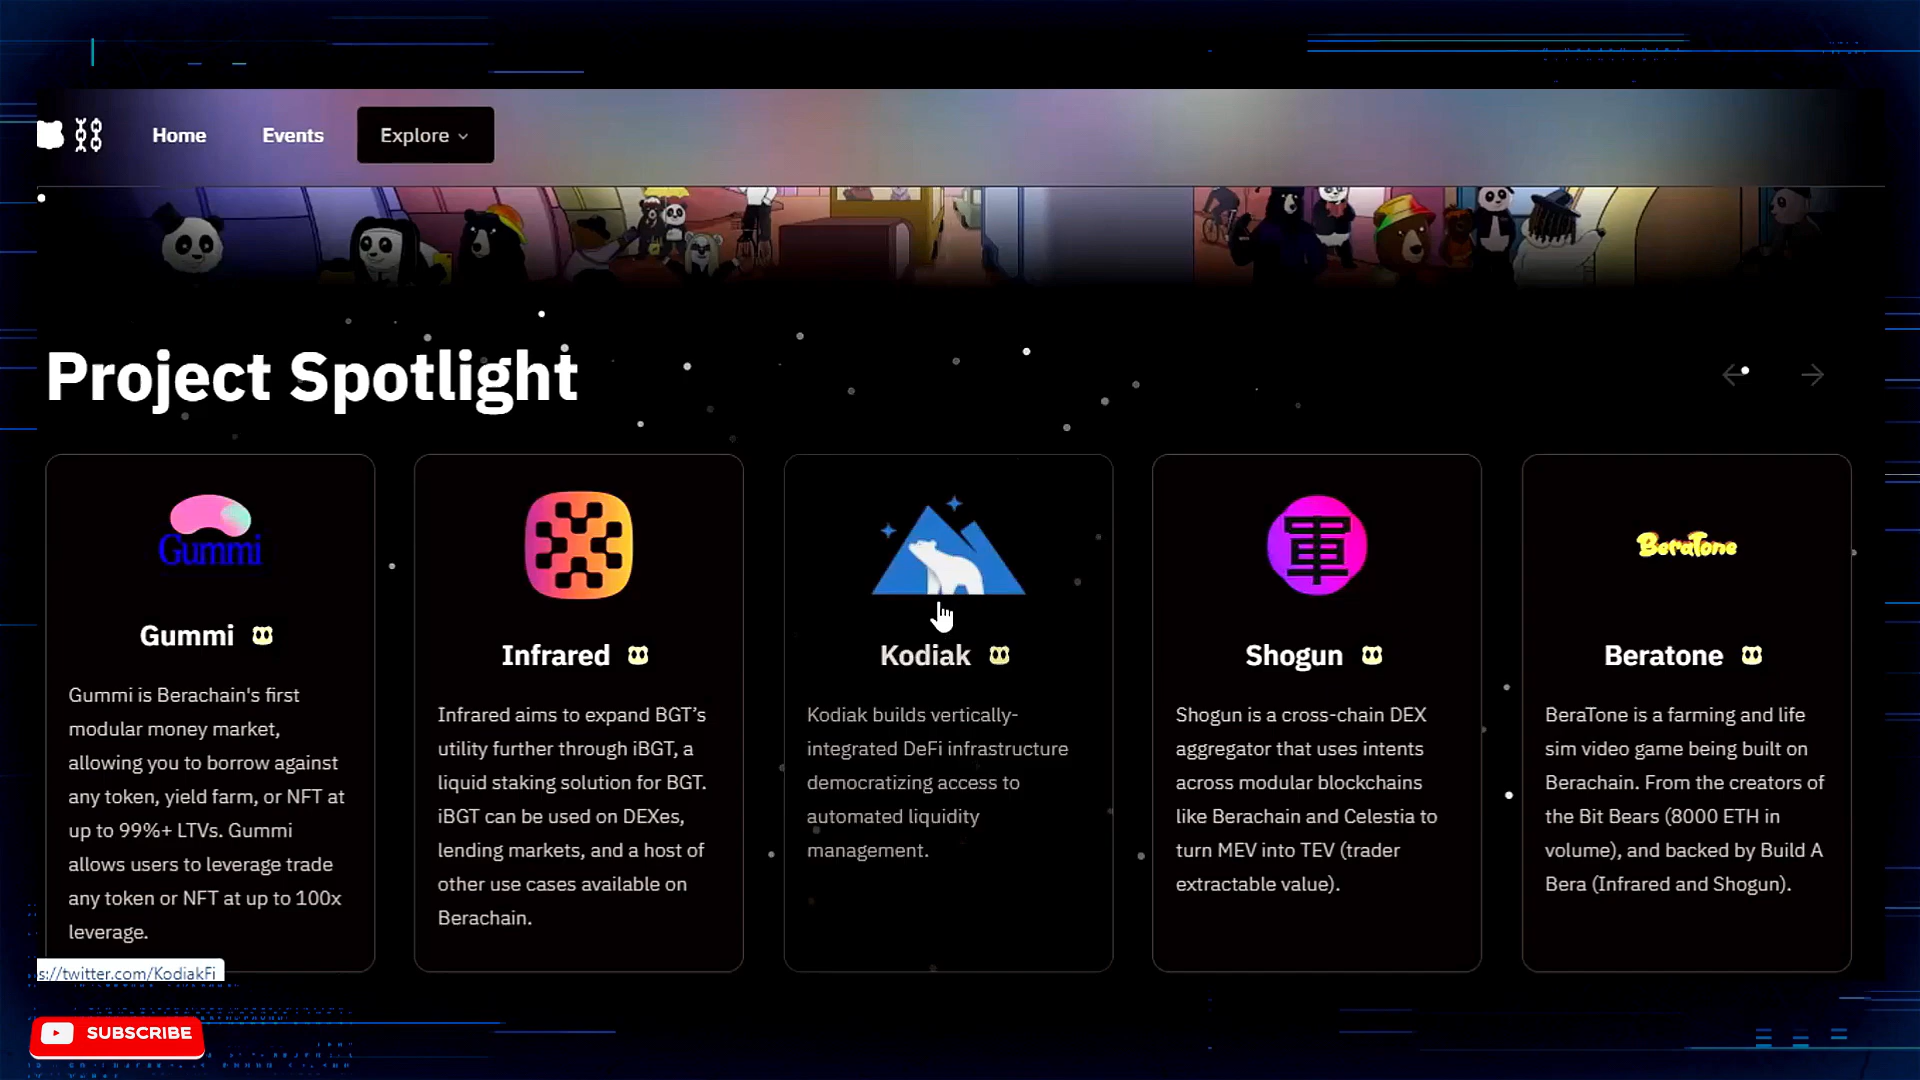 Home Events Explore
Project Spotlight
Gummi
Gummi
Gummi is Berachain's first
modular money market,
allowing you to borrow against
any token, yield farm, or NFT at
up to 99%+ LTVs. Gummi
allows users to leverage trade
any token or NFT at up to 100x
leverage.
Infrared
Infrared aims to expand BGT’s
utility further through iBGT, a
liquid staking solution for BGT.
iBGT can be used on DEXes,
lending markets, and a host of
other use cases available on
Berachain.
Kodiak
Kodiak builds vertically-
integrated DeFi infrastructure
democratizing access to
automated liquidity
management.
軍
Shogun
Shogun is a cross-chain DEX
aggregator that uses intents
across modular blockchains
like Berachain and Celestia to
turn MEV into TEV (trader
extractable value).
BeraTone
Beratone
BeraTone is a farming and life
sim video game being built on
Berachain. From the creators of
the Bit Bears (8000 ETH in
volume), and backed by Build A
Bera (Infrared and Shogun).
s://twitter.com/KodiakFi
SUBSCRIBE